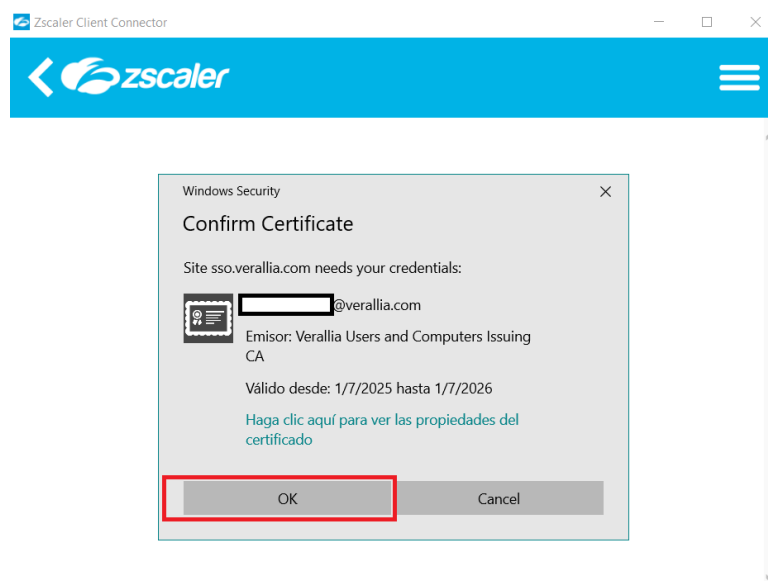 Zscaler Client Connector
zscaler
Windows Security
Confirm Certificate
Site sso.verallia.com needs your credentials:
@verallia.com
Emisor: Verallia Users and Computers Issuing
CA
Válido desde: 1/7/2025 hasta 1/7/2026
Haga clic aquí para ver las propiedades del
certificado
OK
Cancel